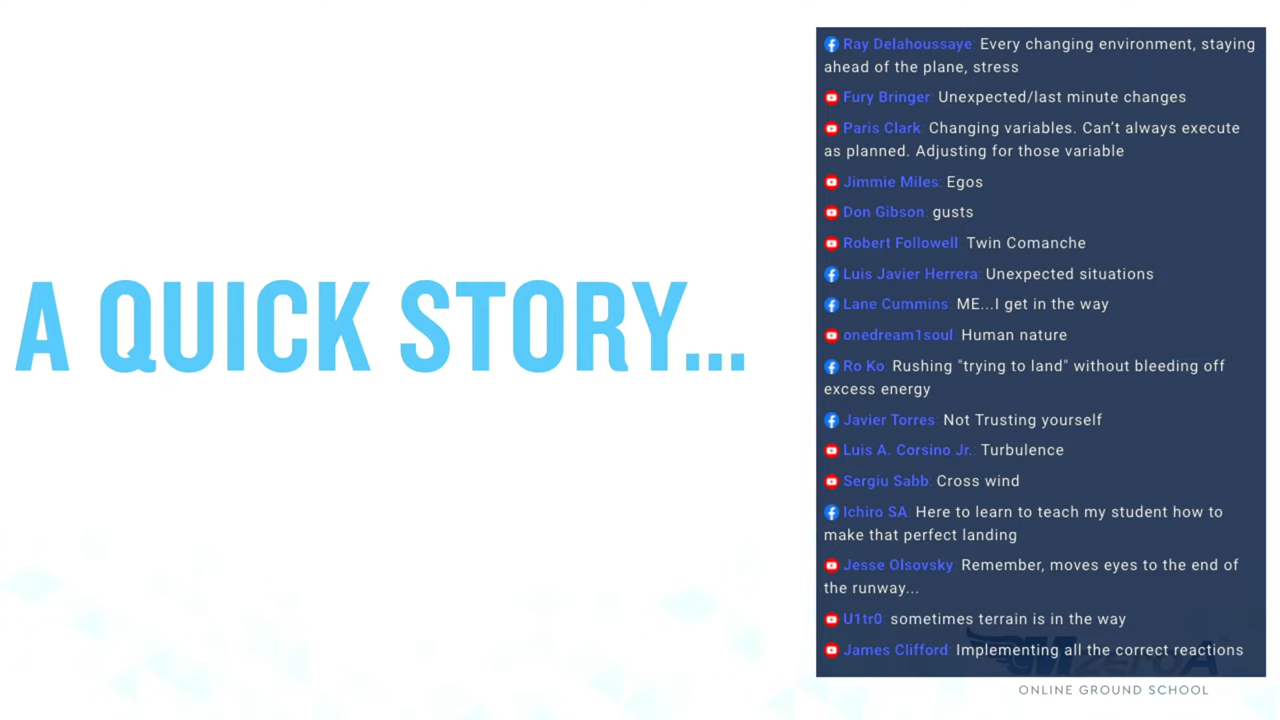 A QUICK STORY...
Ray Delahoussaye: Every changing environment, staying
ahead of the plane, stress
Fury Bringer: Unexpected/last minute changes
Paris Clark: Changing variables. Can't always execute
as planned. Adjusting for those variable
Jimmie Miles: Egos
Don Gibson: gusts
Robert Followell: Twin Comanche
Luis Javier Herrera: Unexpected situations
Lane Cummins: ME...I get in the way
onedream1soul: Human nature
Ro Ko: Rushing "trying to land" without bleeding off
excess energy
Javier Torres: Not Trusting yourself
Luis A. Corsino Jr.: Turbulence
Sergiu Sabb: Cross wind
Ichiro SA: Here to learn to teach my student how to
make that perfect landing
Jesse Olsovsky: Remember, moves eyes to the end of
the runway...
U1tr0: sometimes terrain is in the way
James Clifford: Implementing all the correct reactions
MzeroA
ONLINE GROUND SCHOOL